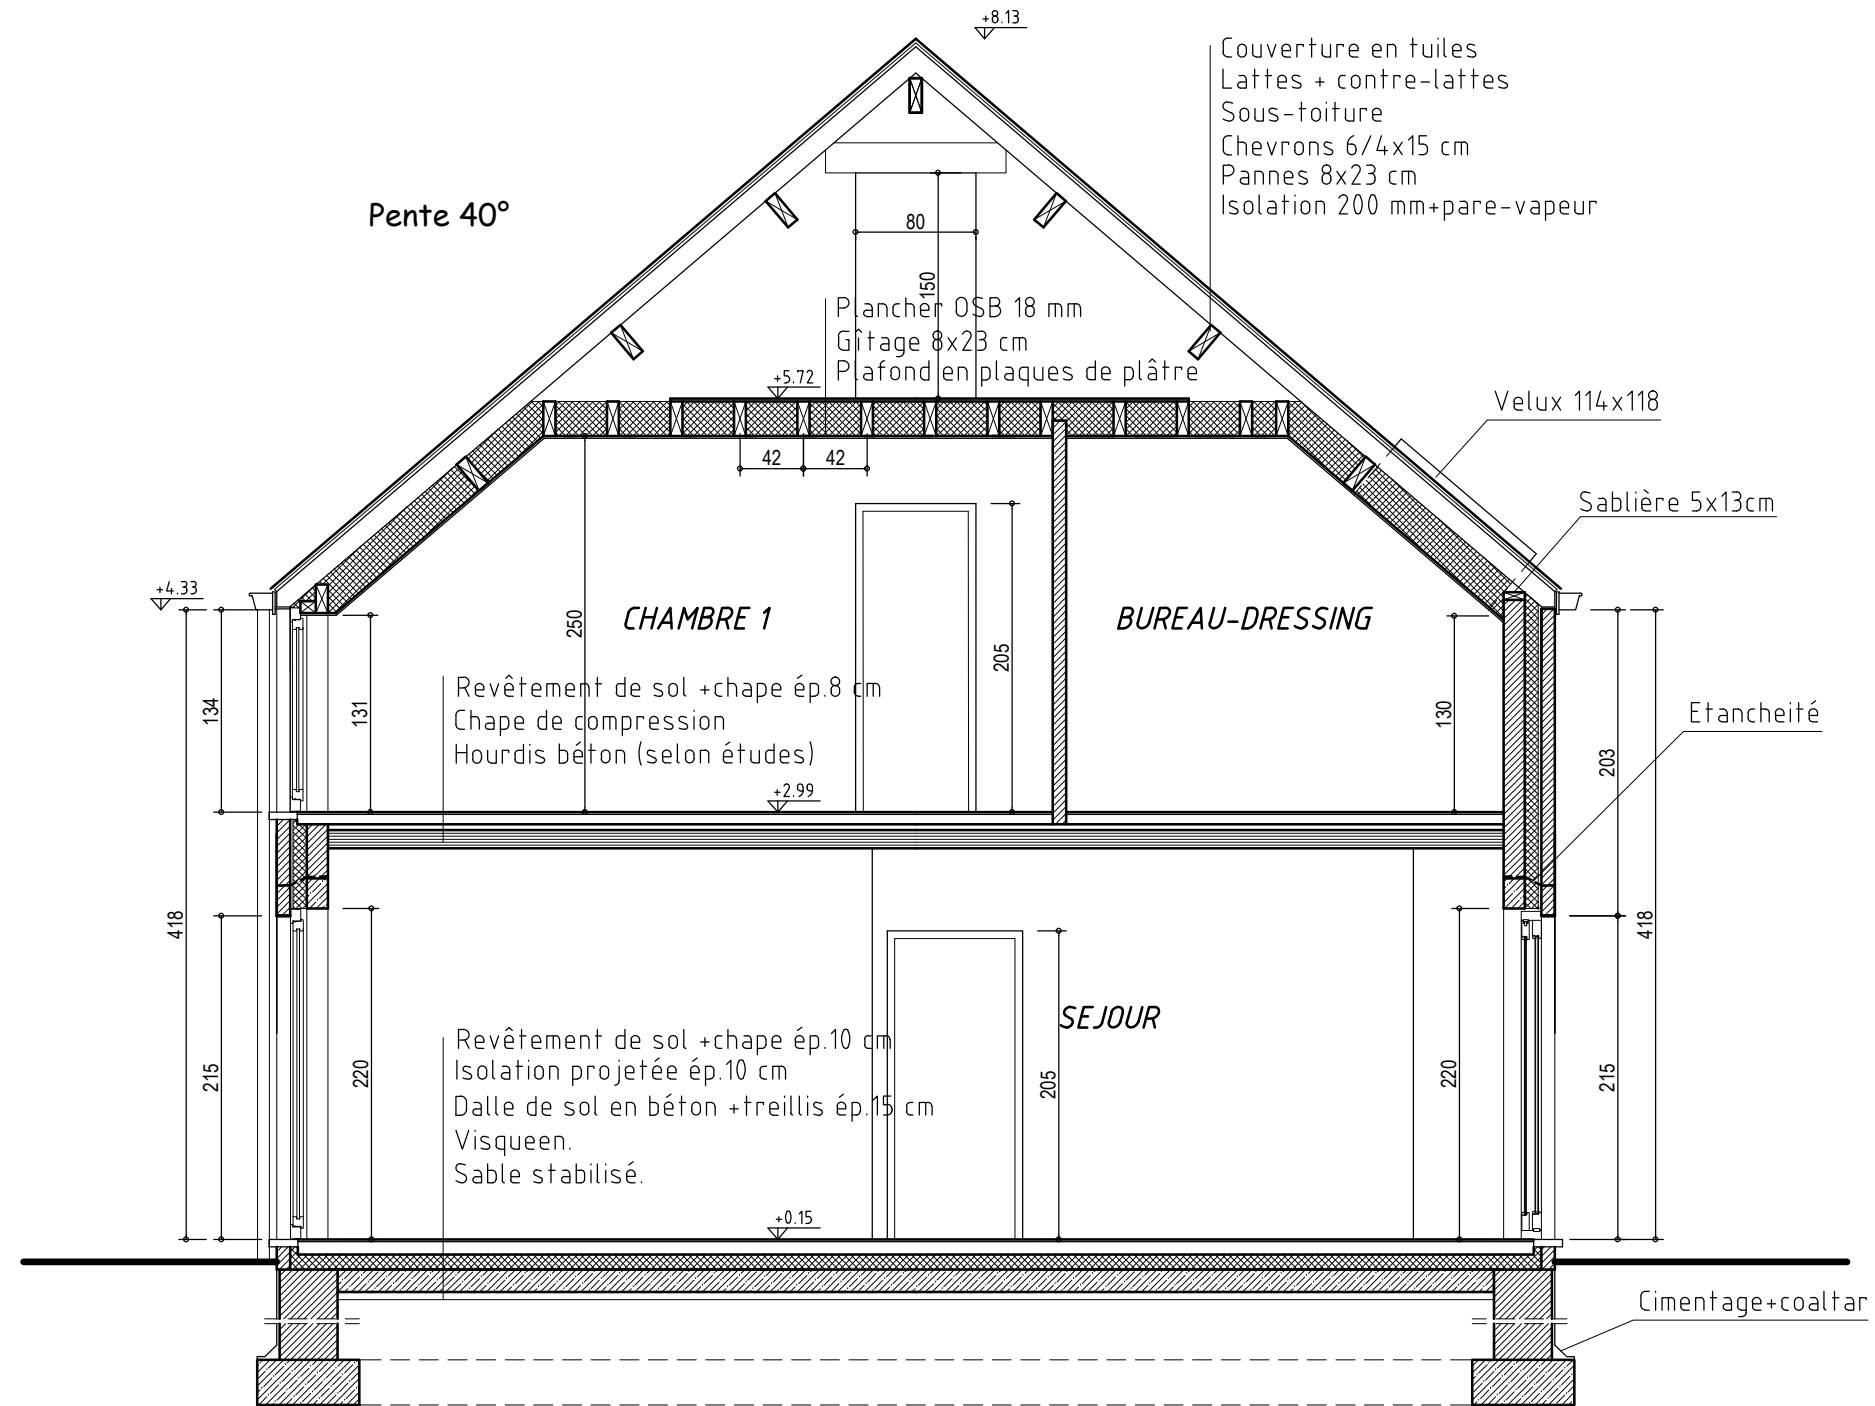 +8.13
Couverture en tuiles
Lattes + contre-lattes
Sous-toiture
Chevrons 6/4x15 cm
Pannes 8x23 cm
Isolation 200 mm+pare-vapeur
Pente 40°
80
150
Plancher OSB 18 mm
Gîtage 8x23 cm
Plafond en plaques de plâtre
+5.72
Velux 114x118
42
42
Sablière 5x13cm
+4.33
CHAMBRE 1
BUREAU-DRESSING
250
205
134
131
130
203
Revêtement de sol +chape ép.8 cm
Chape de compression
Hourdis béton (selon études)
Etancheité
+2.99
418
418
SEJOUR
Revêtement de sol +chape ép.10 cm
Isolation projetée ép.10 cm
Dalle de sol en béton +treillis ép.15 cm
Visqueen.
Sable stabilisé.
215
220
205
220
215
+0.15
Cimentage+coaltar